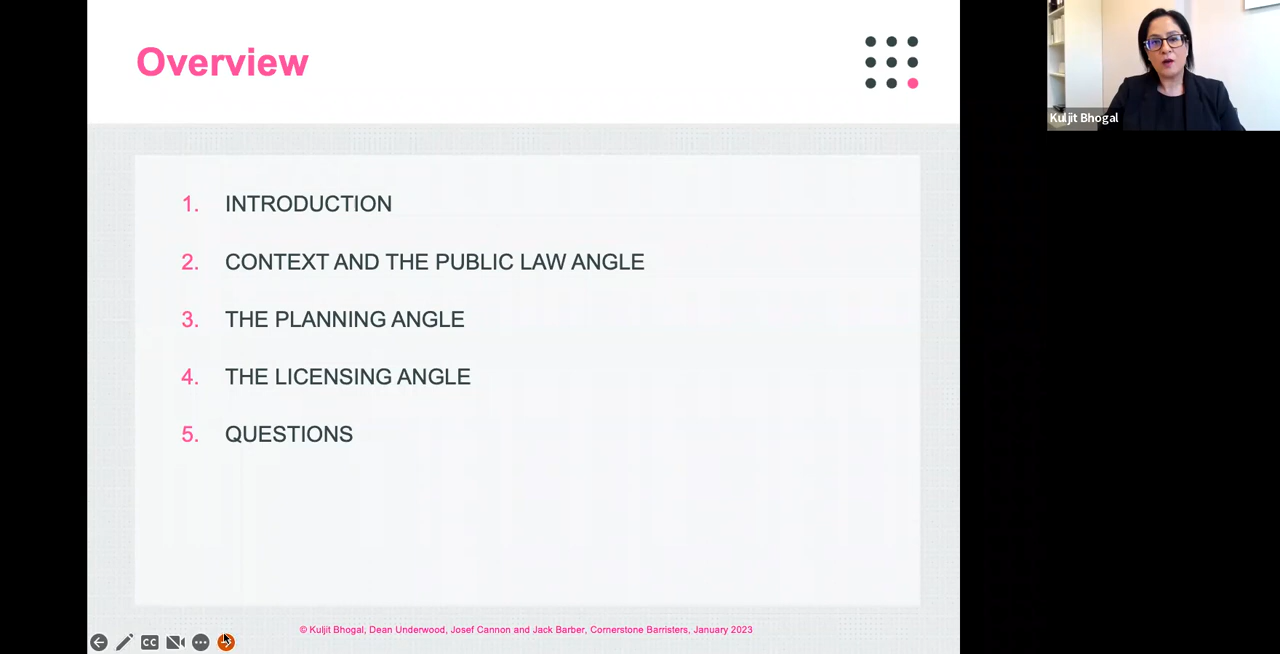 Overview
1. INTRODUCTION
2. CONTEXT AND THE PUBLIC LAW ANGLE
3. THE PLANNING ANGLE
4. THE LICENSING ANGLE
5. QUESTIONS
© Kuljit Bhogal, Dean Underwood, Josef Cannon and Jack Barber, Cornerstone Barristers, January 2023
CC
Kuljit Bhogal